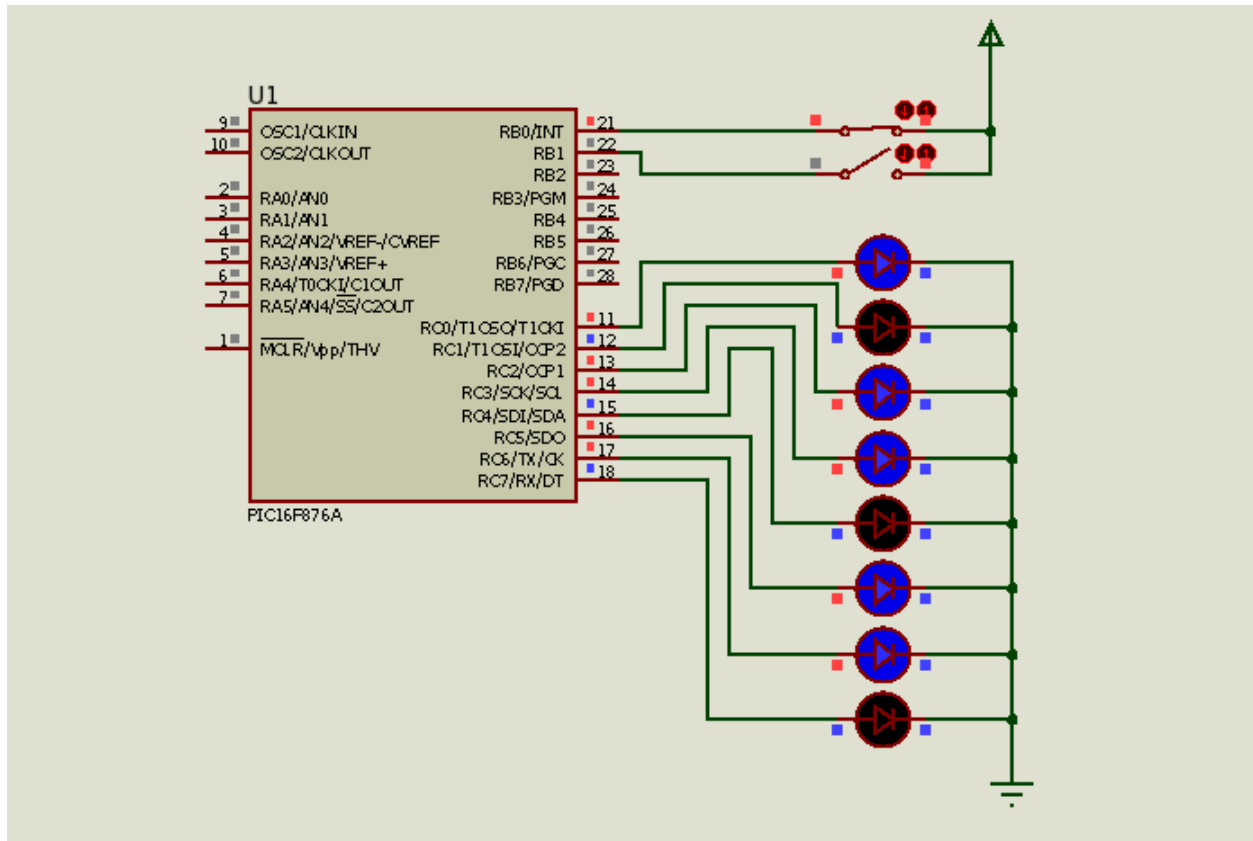 U1
9 OSC1/CLKIN
10 OSC2/CLKOUT
2 RA0/AN0
3 RA1/AN1
4 RA2/AN2/VREF-/CVREF
5 RA3/AN3/VREF+
6 RA4/T0CKI/C1OUT
7 RA5/AN4/SS/C2OUT
1 MCLR/Vpp/THV
RB0/INT 21
RB1 22
RB2 23
RB3/PGM 24
RB4 25
RB5 26
RB6/PGC 27
RB7/PGD 28
RC0/T1OSO/T1CKI 11
RC1/T1OSI/CCP2 12
RC2/CCP1 13
RC3/SCK/SCL 14
RC4/SDI/SDA 15
RC5/SDO 16
RC6/TX/CK 17
RC7/RX/DT 18
PIC16F876A